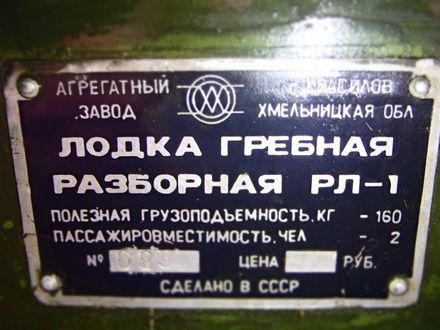 АГРЕГАТНЫЙ г. КРАСИЛОВ
.ЗАВОД ХМЕЛЬНИЦКАЯ ОБЛ
ЛОДКА ГРЕБНАЯ
РАЗБОРНАЯ РЛ-1
ПОЛЕЗНАЯ ГРУЗОПОДЪЕМНОСТЬ. КГ - 160
ПАССАЖИРОВМЕСТИМОСТЬ. ЧЕЛ - 2
№ ЦЕНА РУБ.
СДЕЛАНО В СССР